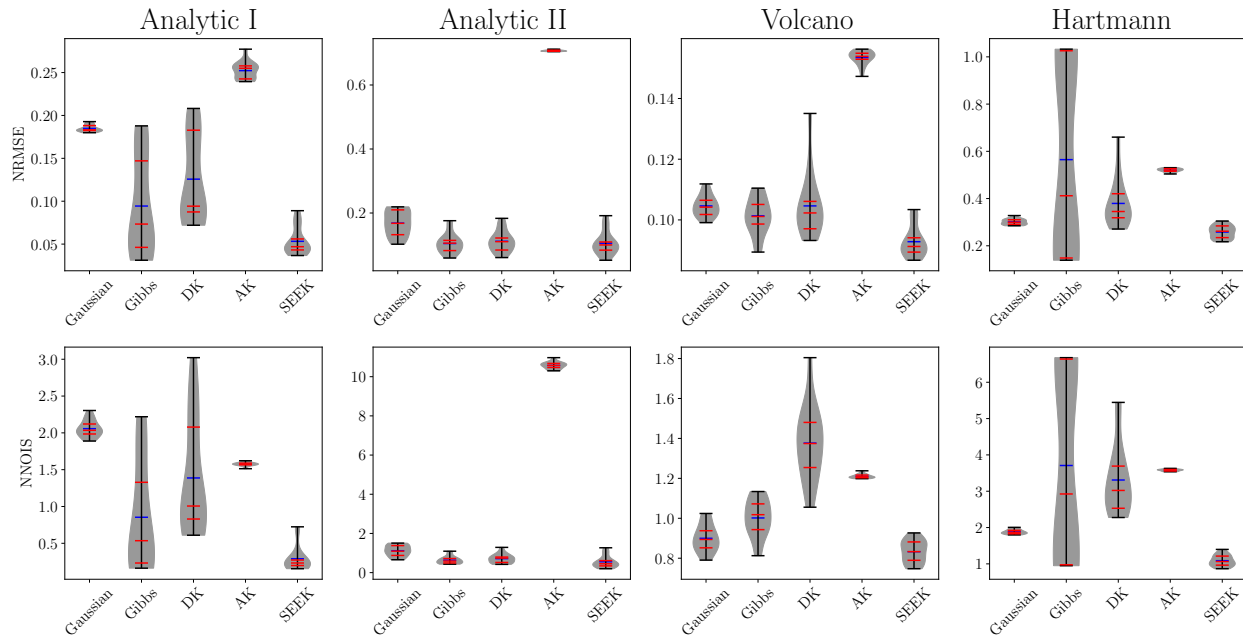 Analytic I
Analytic II
Volcano
Hartmann
NRMSE
0.25
0.20
0.15
0.10
0.05
0.6
0.4
0.2
0.14
0.12
0.10
1.0
0.8
0.6
0.4
0.2
Gaussian
Gibbs
DK
AK
SEEK
Gaussian
Gibbs
DK
AK
SEEK
Gaussian
Gibbs
DK
AK
SEEK
Gaussian
Gibbs
DK
AK
SEEK
NNOIS
3.0
2.5
2.0
1.5
1.0
0.5
10
8
6
4
2
0
1.8
1.6
1.4
1.2
1.0
0.8
6
5
4
3
2
1
Gaussian
Gibbs
DK
AK
SEEK
Gaussian
Gibbs
DK
AK
SEEK
Gaussian
Gibbs
DK
AK
SEEK
Gaussian
Gibbs
DK
AK
SEEK